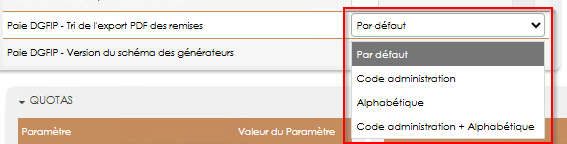 Paie DGFIP - Tri de l'export PDF des remises
Par défaut
Paie DGFIP - Version du schéma des générateurs
Par défaut
Code administration
Alphabétique
Code administration + Alphabétique
QUOTAS
Paramètre Valeur du Paramètre